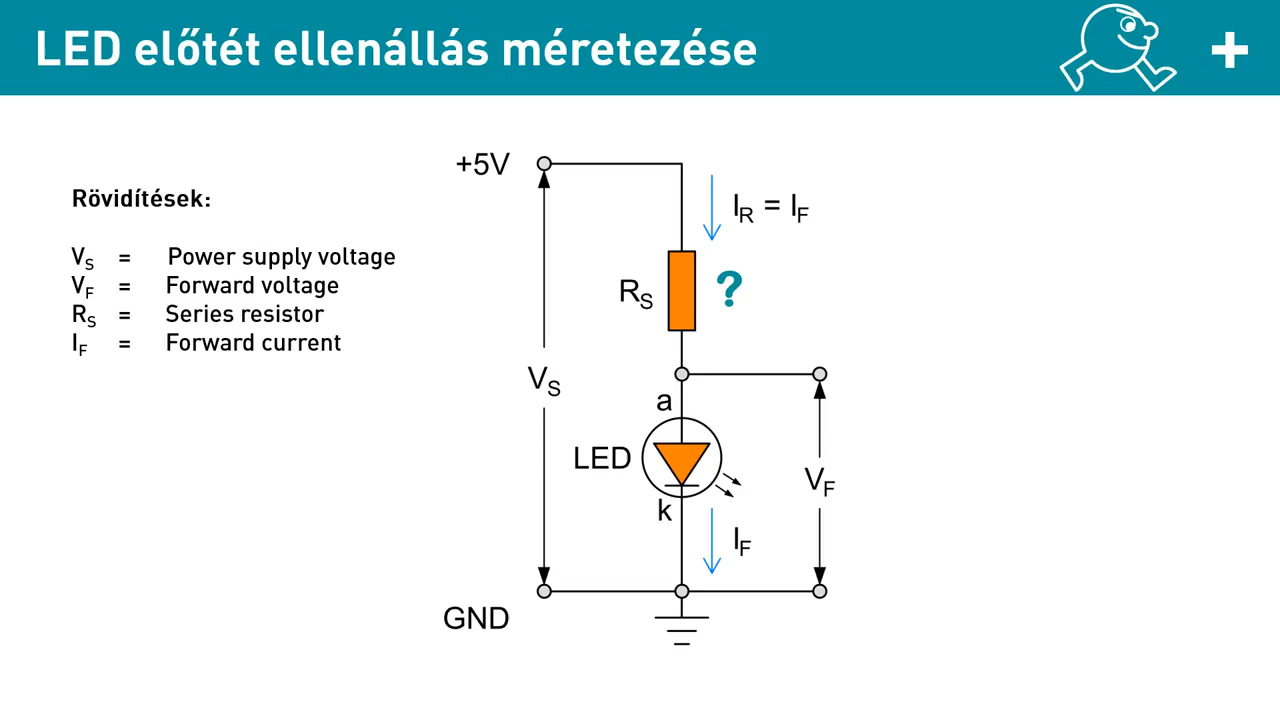 LED előtét ellenállás méretezése
+
Rövidítések:
VS = Power supply voltage
VF = Forward voltage
RS = Series resistor
IF = Forward current
+5V
IR = IF
RS ?
VS
a
LED
VF
k
IF
GND